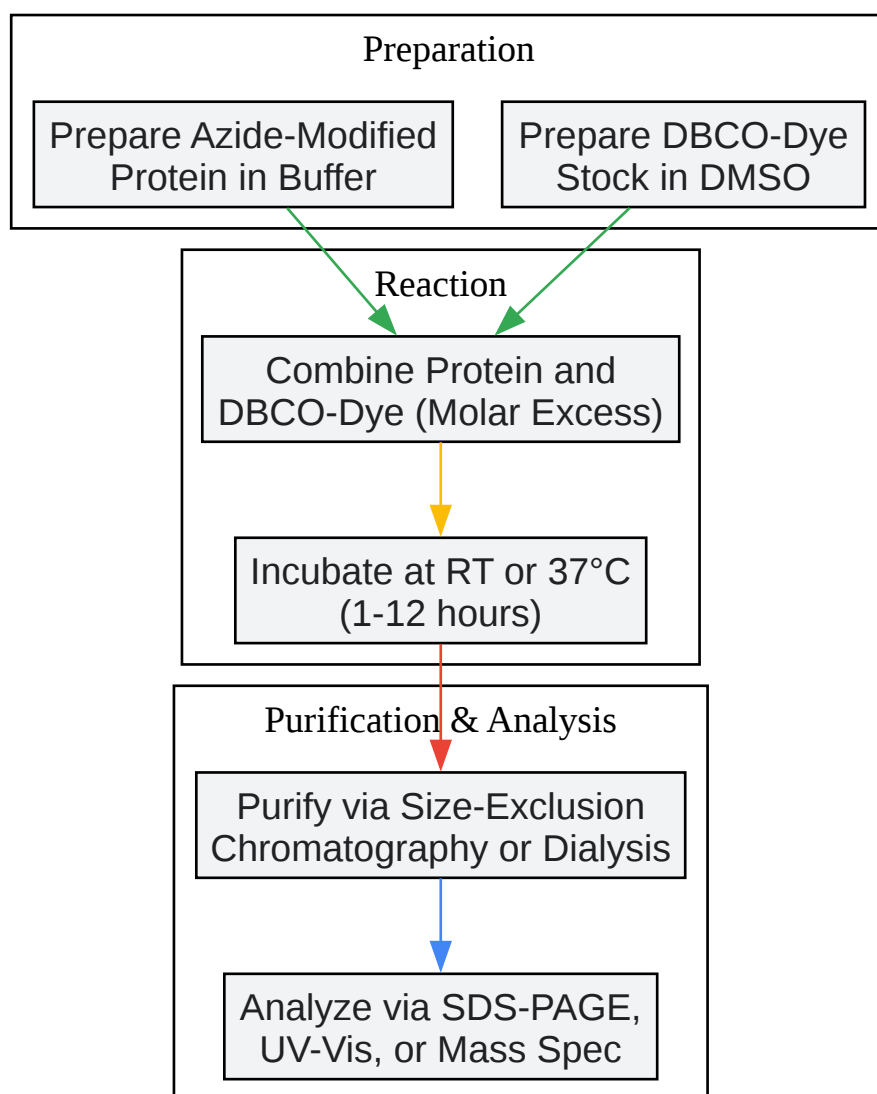 Preparation
Prepare Azide-Modified
Protein in Buffer
Prepare DBCO-Dye
Stock in DMSO
Reaction
Combine Protein and
DBCO-Dye (Molar Excess)
Incubate at RT or 37°C
(1-12 hours)
Purification & Analysis
Purify via Size-Exclusion
Chromatography or Dialysis
Analyze via SDS-PAGE,
UV-Vis, or Mass Spec